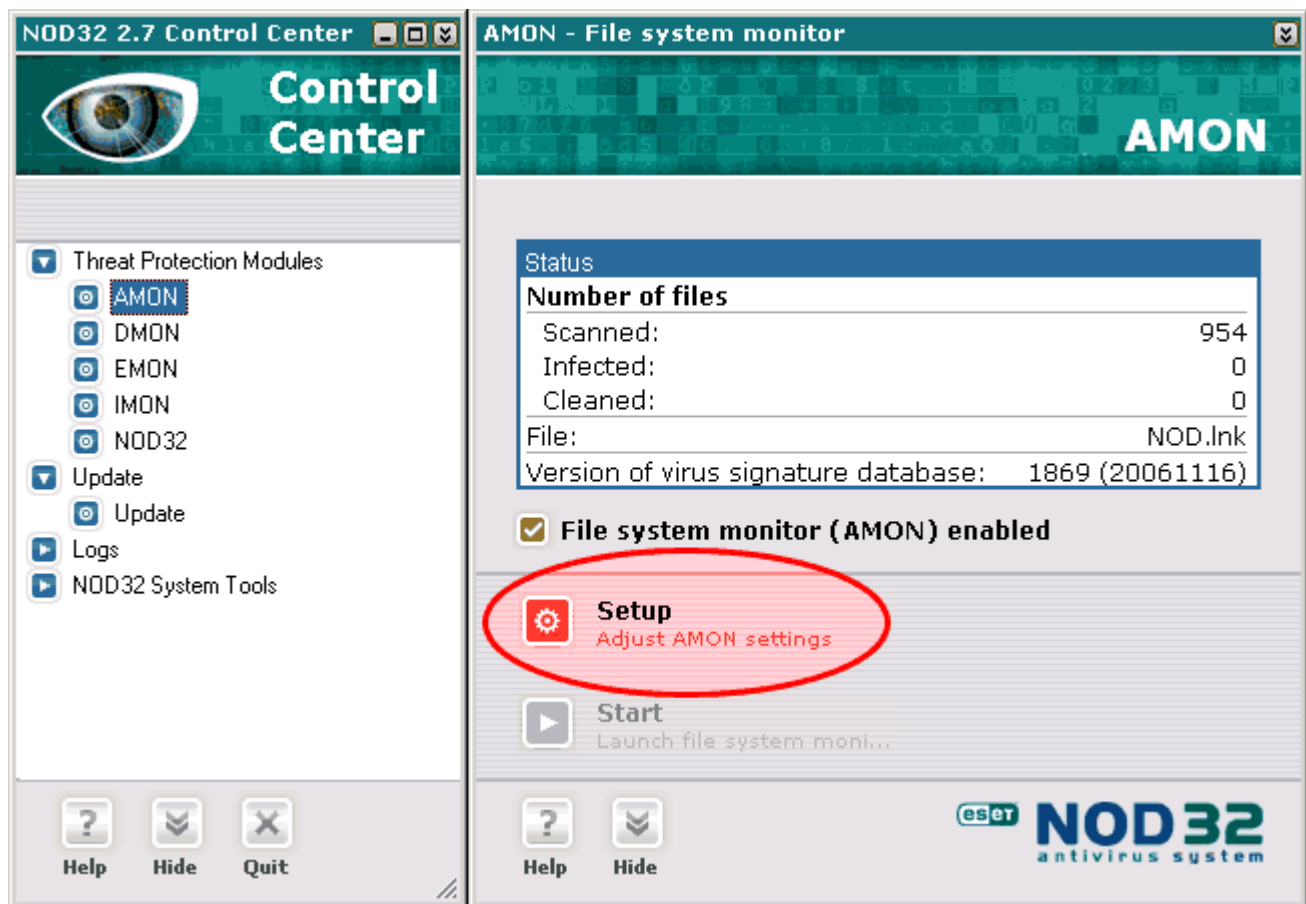 NOD32 2.7 Control Center
Control
Center
Threat Protection Modules
AMON
DMON
EMON
IMON
NOD32
Update
Update
Logs
NOD32 System Tools
?
Help
Hide
Quit
AMON - File system monitor
AMON
Status
Number of files
Scanned: 954
Infected: 0
Cleaned: 0
File: NOD.lnk
Version of virus signature database: 1869 (20061116)
File system monitor (AMON) enabled
Setup
Adjust AMON settings
Start
Launch file system moni...
?
Help
Hide
eseT NOD32
antivirus system